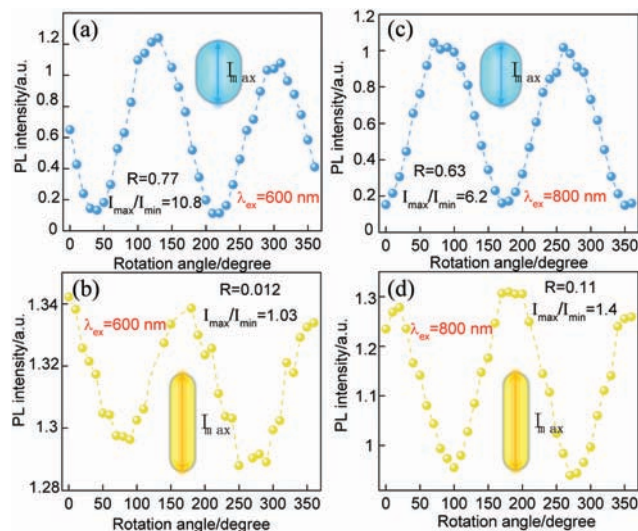 (a)
1.2
1
0.8
0.6
0.4
0.2
0
PL intensity/a.u.
I max
R=0.77
Imax/Imin=10.8
λex=600 nm
0 50 100 150 200 250 300 350
Rotation angle/degree
(c)
1.2
1
0.8
0.6
0.4
0.2
0
PL intensity/a.u.
I max
R=0.63
Imax/Imin=6.2
λex=800 nm
0 50 100 150 200 250 300 350
Rotation angle/degree
(b)
1.34
1.32
1.3
1.28
PL intensity/a.u.
R=0.012
Imax/Imin=1.03
λex=600 nm
I max
0 50 100 150 200 250 300 350
Rotation angle/degree
(d)
1.3
1.2
1.1
1
PL intensity/a.u.
R=0.11
Imax/Imin=1.4
λex=800 nm
I max
0 50 100 150 200 250 300 350
Rotation angle/degree